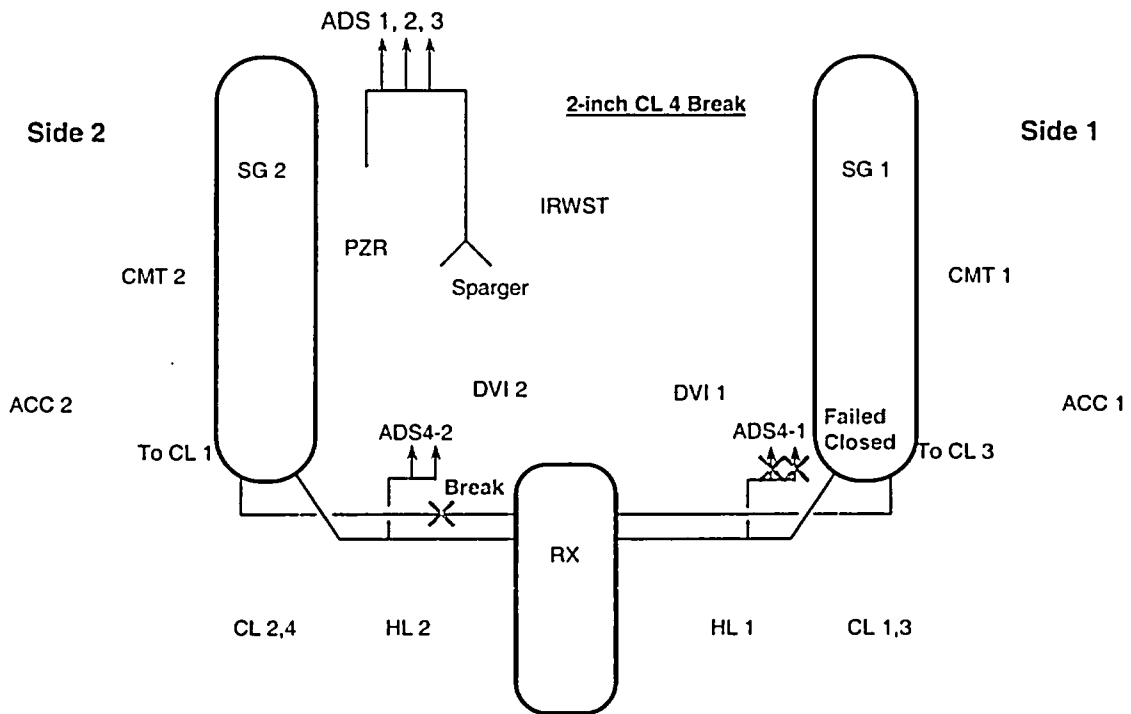 ADS 1, 2, 3
2-inch CL 4 Break
Side 2
Side 1
SG 2
SG 1
IRWST
PZR
CMT 2
Sparger
CMT 1
DVI 2
DVI 1
ACC 2
ACC 1
Failed
Closed
ADS4-2
ADS4-1
To CL 1
To CL 3
Break
RX
CL 2,4
HL 2
HL 1
CL 1,3